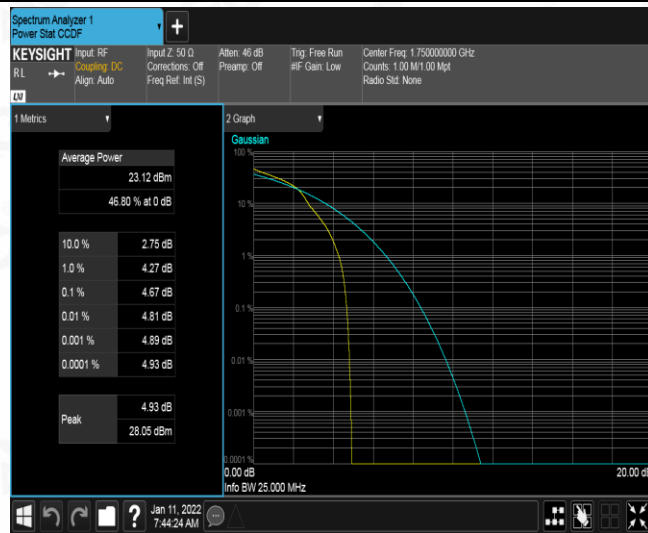 Spectrum Analyzer 1
Power Stat CCDF
+
KEYSIGHT
RL
LXI
Input: RF
Coupling: DC
Align: Auto
Input Z: 50 Ω
Corrections: Off
Freq Ref: Int (S)
Atten: 46 dB
Preamp: Off
Trig: Free Run
#IF Gain: Low
Center Freq: 1.750000000 GHz
Counts: 1.00 M/1.00 Mpt
Radio Std: None
1 Metrics
Average Power
23.12 dBm
46.80 % at 0 dB
10.0 % 2.75 dB
1.0 % 4.27 dB
0.1 % 4.67 dB
0.01 % 4.81 dB
0.001 % 4.89 dB
0.0001 % 4.93 dB
Peak
4.93 dB
28.05 dBm
2 Graph
Gaussian
100 %
10 %
1 %
0.1 %
0.01 %
0.001 %
0.0001 %
0.00 dB
20.00 d
Info BW 25.000 MHz
?
Jan 11, 2022
7:44:24 AM